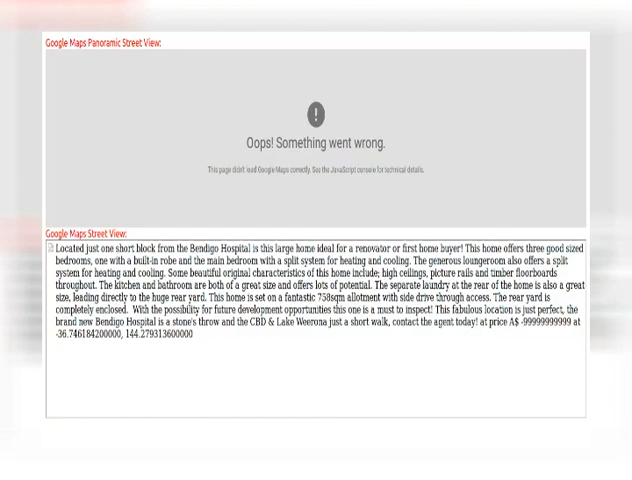 Google Maps Panoramic Street View:
Oops! Something went wrong.
This page didn't load Google Maps correctly. See the JavaScript console for technical details.
Google Maps Street View:
Located just one short block from the Bendigo Hospital is this large home ideal for a renovator or first home buyer! This home offers three good sized
bedrooms, one with a built-in robe and the main bedroom with a split system for heating and cooling. The generous loungeroom also offers a split
system for heating and cooling. Some beautiful original characteristics of this home include; high ceilings, picture rails and timber floorboards
throughout. The kitchen and bathroom are both of a great size and offers lots of potential. The separate laundry at the rear of the home is also a great
size, leading directly to the huge rear yard. This home is set on a fantastic 758sqm allotment with side drive through access. The rear yard is
completely enclosed. With the possibility for future development opportunities this one is a must to inspect! This fabulous location is just perfect, the
brand new Bendigo Hospital is a stone's throw and the CBD & Lake Weerona just a short walk, contact the agent today! at price A$ -99999999999 at
-36.746184200000, 144.279313600000